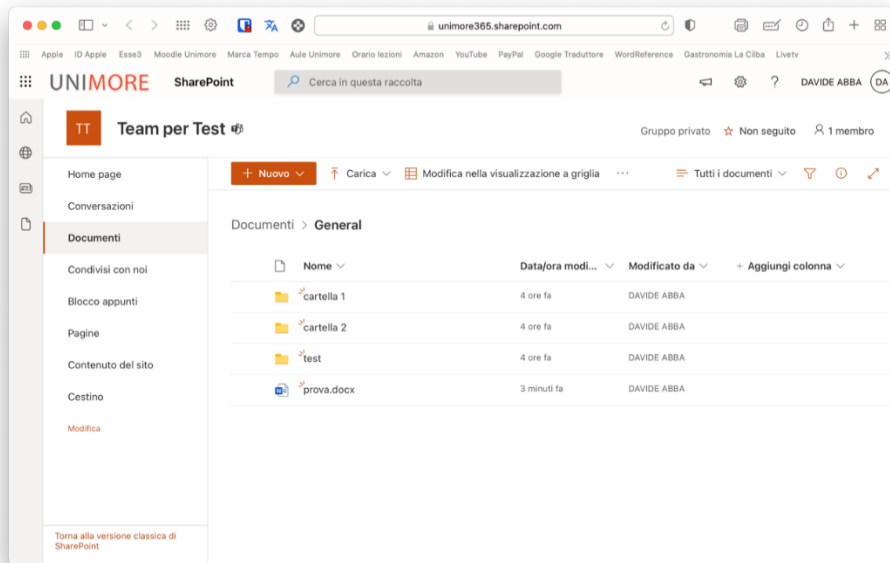 unimore365.sharepoint.com
Apple ID Apple Esse3 Moodle Unimore Marca Tempo Aule Unimore Orario lezioni Amazon YouTube PayPal Google Traduttore WordReference Gastronomia La Cilba Livetv
UNIMORE SharePoint Cerca in questa raccolta ? DAVIDE ABBA DA
TT Team per Test Gruppo privato Non seguito 1 membro
Home page
Conversazioni
Documenti
Condivisi con noi
Blocco appunti
Pagine
Contenuto del sito
Cestino
Modifica
Torna alla versione classica di
SharePoint
+ Nuovo Carica Modifica nella visualizzazione a griglia ... Tutti i documenti
Documenti > General
Nome Data/ora modi... Modificato da + Aggiungi colonna
cartella 1 4 ore fa DAVIDE ABBA
cartella 2 4 ore fa DAVIDE ABBA
test 4 ore fa DAVIDE ABBA
prova.docx 3 minuti fa DAVIDE ABBA